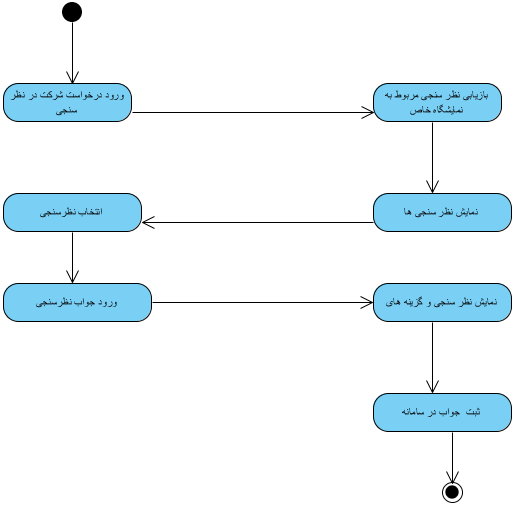 ورود درخواست شرکت در نظر
سنجی
بازیابی نظر سنجی مربوط به
نمایشگاه خاص
نمایش نظر سنجی ها
انتخاب نظرسنجی
ورود جواب نظرسنجی
نمایش نظر سنجی و گزینه های
ثبت جواب در سامانه